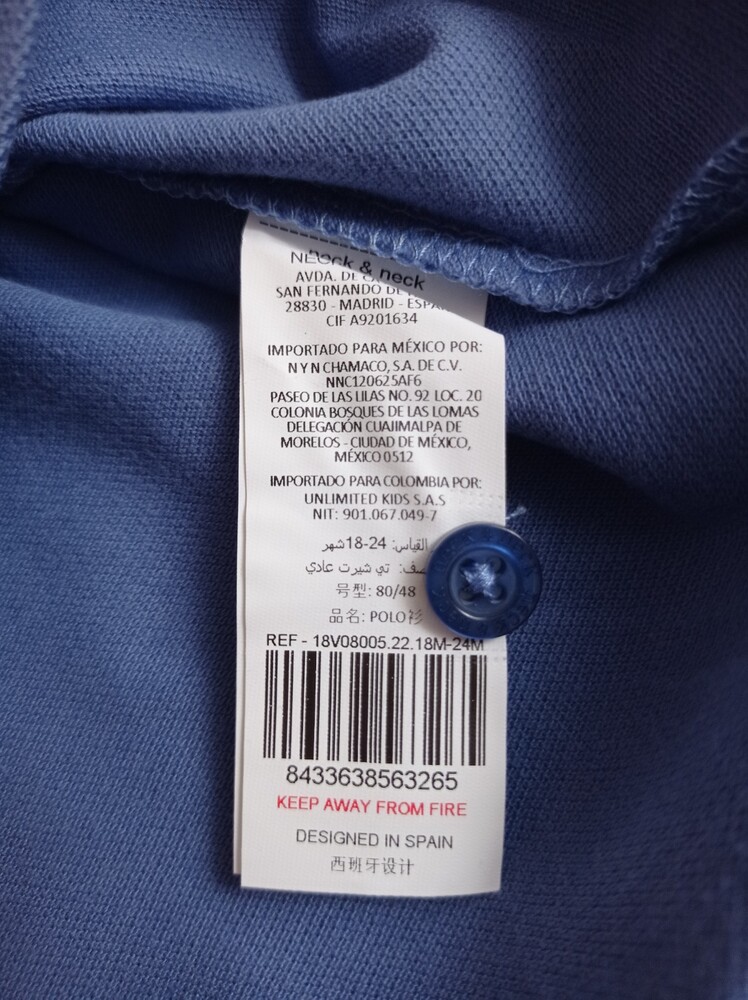 neck & neck
AVDA. DE
SAN FERNANDO DE
28830 - MADRID -
CIF A9201634
IMPORTADO PARA MÉXICO POR:
N Y N CHAMACO, S.A. DE C.V.
NNC120625AF6
PASEO DE LAS LILAS NO. 92 LOC. 20
COLONIA BOSQUES DE LAS LOMAS
DELEGACIÓN CUAJIMALPA DE
MORELOS - CIUDAD DE MÉXICO,
MÉXICO 0512
IMPORTADO PARA COLOMBIA POR:
UNLIMITED KIDS S.A.S
NIT: 901.067.049-7
القياس: 24-18شهر
تي شيرت عادي
号型: 80/48
品名: POLO衫
REF - 18V08005.22.18M-24M
8433638563265
KEEP AWAY FROM FIRE
DESIGNED IN SPAIN
西班牙设计